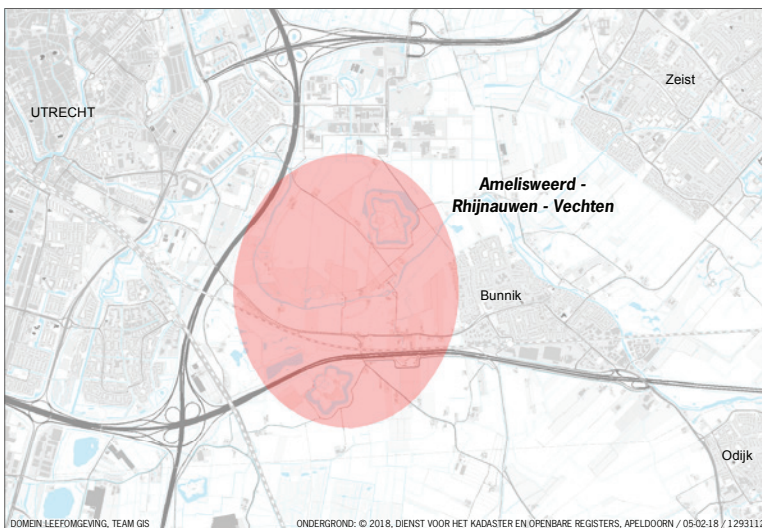 Zeist
UTRECHT
Amelisweerd -
Rhijnauwen - Vechten
Bunnik
Odijk
DOMEIN LEEFOMGEVING, TEAM GIS
ONDERGROND: © 2018, DIENST VOOR HET KADASTER EN OPENBARE REGISTERS, APELDOORN / 05-02-18 / 1293112